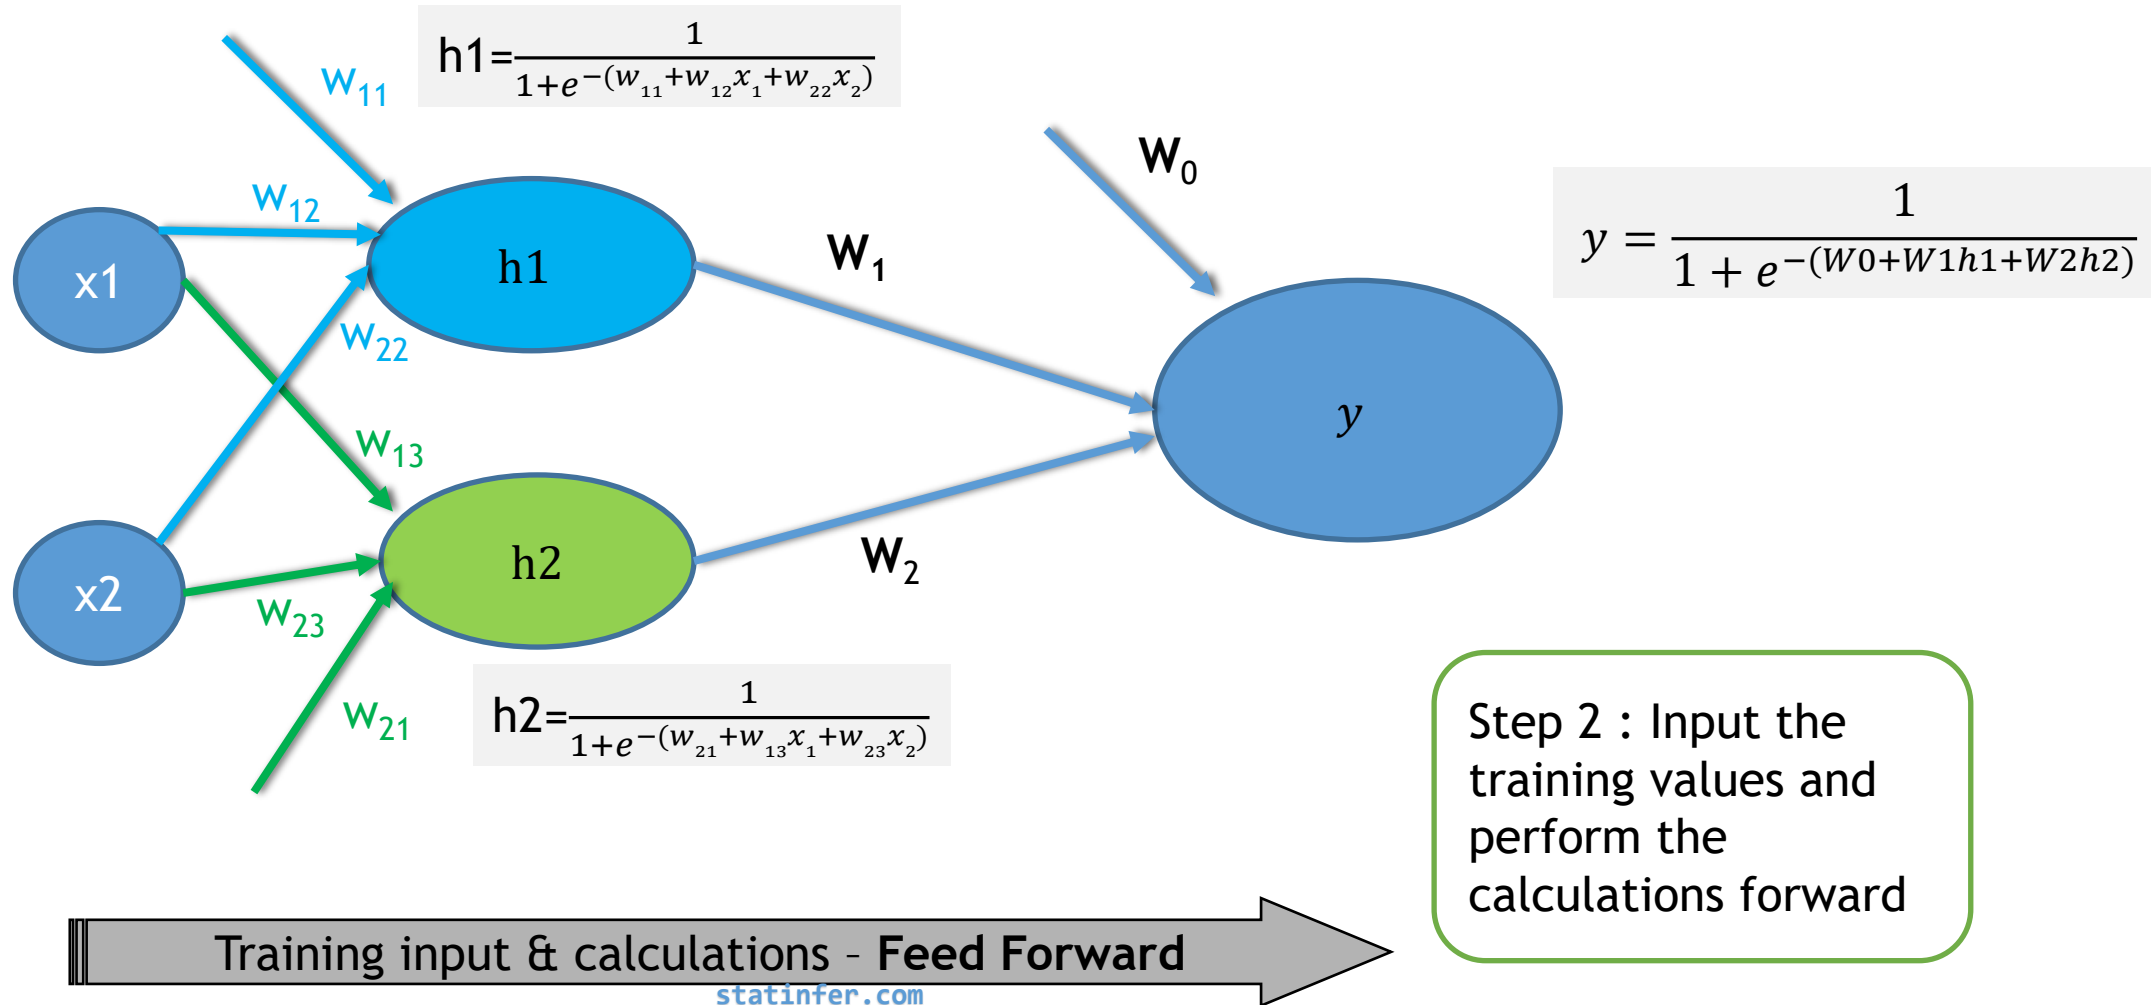 h1=1/(1+e^−(w₁₁+w₁₂x₁+w₂₂x₂))
w₁₁
W₀
y = 1/(1 + e^−(W0+W1h1+W2h2))
w₁₂
W₁
x1
h1
w₂₂
y
w₁₃
h2
W₂
x2
w₂₃
w₂₁
h2=1/(1+e^−(w₂₁+w₁₃x₁+w₂₃x₂))
Step 2 : Input the
training values and
perform the
calculations forward
Training input & calculations – Feed Forward
statinfer.com